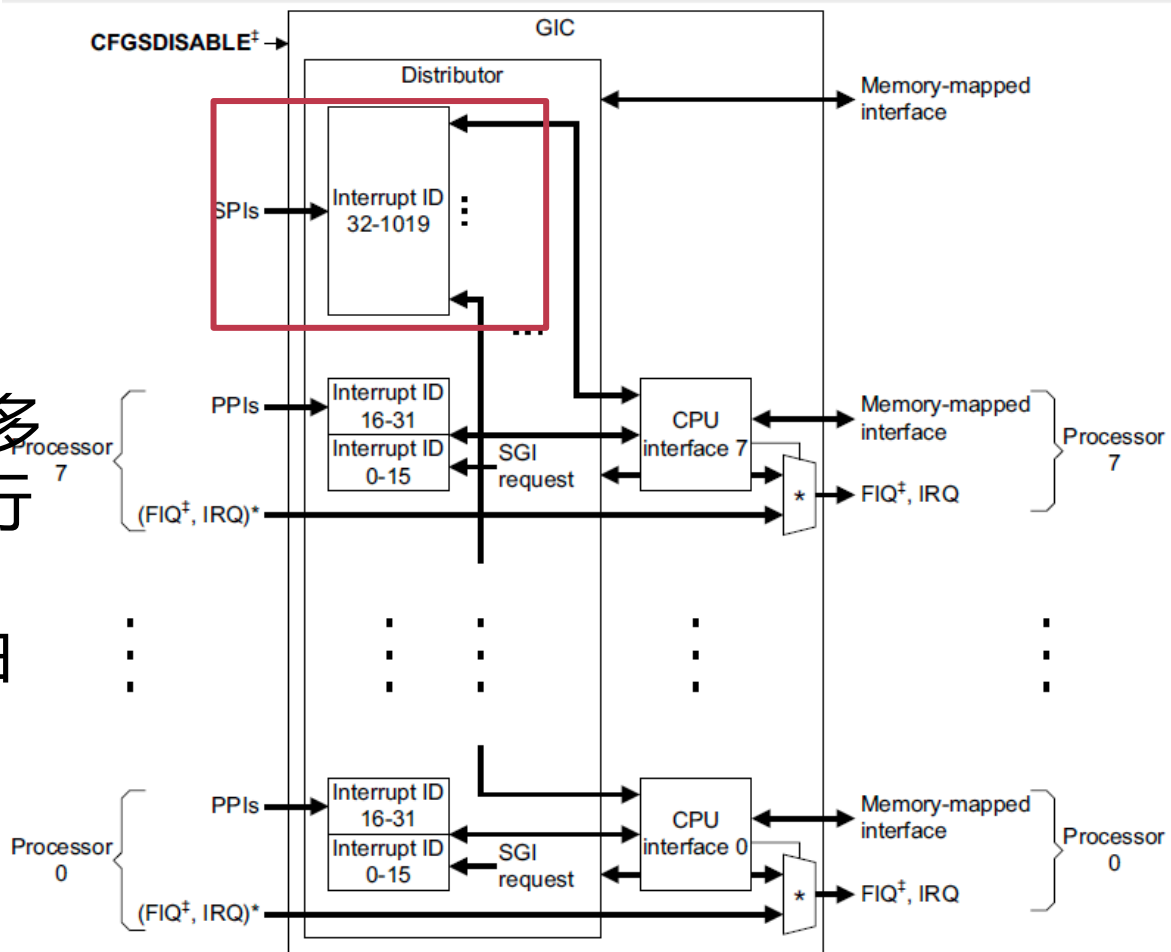 GIC
CFGSDISABLE‡
Distributor
Memory-mapped
interface
Interrupt ID
32-1019
SPIs
Interrupt ID
16-31
PPIs
Interrupt ID
0-15
SGI
request
CPU
interface 7
Memory-mapped
interface
多
Processor
7
Processor
7
行
(FIQ‡, IRQ)*
*
FIQ‡, IRQ
PPIs
Interrupt ID
16-31
Interrupt ID
0-15
SGI
request
CPU
interface 0
Memory-mapped
interface
Processor
0
Processor
0
(FIQ‡, IRQ)*
*
FIQ‡, IRQ